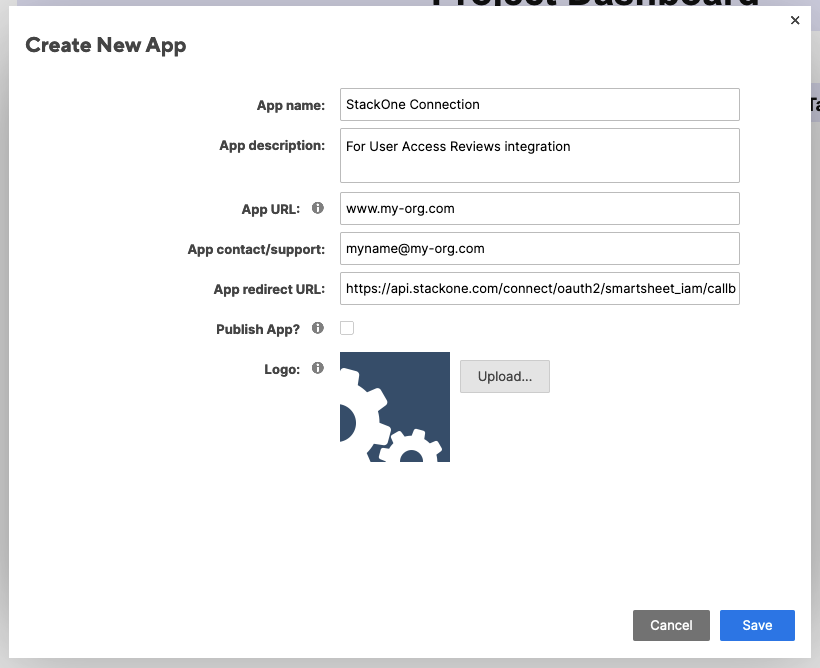 Project Dashboard
Create New App
App name: StackOne Connection
App description: For User Access Reviews integration
App URL: www.my-org.com
App contact/support: myname@my-org.com
App redirect URL: https://api.stackone.com/connect/oauth2/smartsheet_iam/callb
Publish App?
Logo: Upload...
Cancel Save